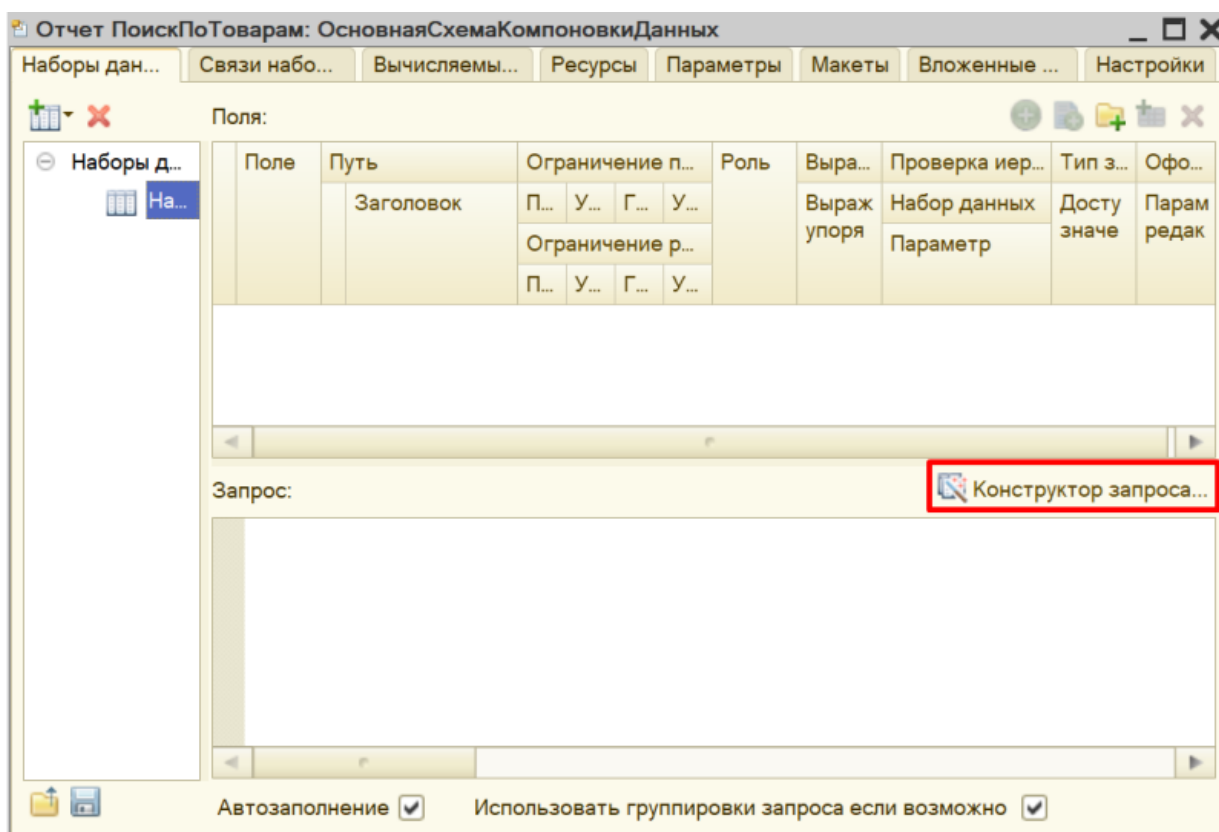 Отчет ПоискПоТоварам: ОсновнаяСхемаКомпоновкиДанных
Наборы дан... Связи набо... Вычисляемы... Ресурсы Параметры Макеты Вложенные ... Настройки
Поля:
Наборы д... Поле Путь Ограничение п... Роль Выра... Проверка иер... Тип з... Офо...
На... Заголовок П... У... Г... У... Выраж Набор данных Досту Парам
Ограничение р... упоря Параметр значе редак
П... У... Г... У...
Запрос: Конструктор запроса...
Автозаполнение Использовать группировки запроса если возможно